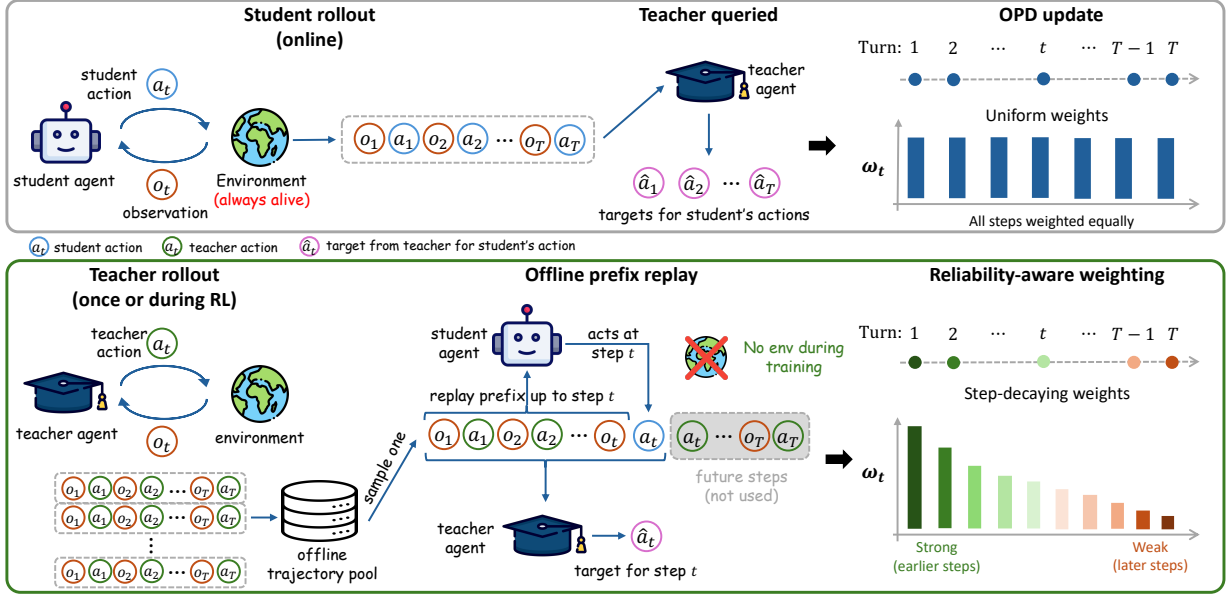 Student rollout
(online)
Teacher queried
OPD update
student
action
a_t
student agent
o_t
observation
Environment
(always alive)
o_1 a_1 o_2 a_2 ⋯ o_T a_T
teacher
agent
â_1 â_2 ⋯ â_T
targets for student's actions
Turn: 1 2 ⋯ t ⋯ T − 1 T
Uniform weights
ω_t
All steps weighted equally
a_t student action a_t teacher action â_t target from teacher for student's action
Teacher rollout
(once or during RL)
Offline prefix replay
Reliability-aware weighting
teacher
action
a_t
teacher agent
o_t
environment
o_1 a_1 o_2 a_2 ⋯ o_T a_T
o_1 a_1 o_2 a_2 ⋯ o_T a_T
⋮
o_1 a_1 o_2 a_2 ⋯ o_T a_T
offline
trajectory pool
sample one
student
agent
acts at
step t
No env during
training
replay prefix up to step t
o_1 a_1 o_2 a_2 ⋯ o_t a_t a_t ⋯ o_T a_T
future steps
(not used)
teacher
agent
â_t
target for step t
Turn: 1 2 ⋯ t ⋯ T − 1 T
Step-decaying weights
ω_t
Strong
(earlier steps)
Weak
(later steps)